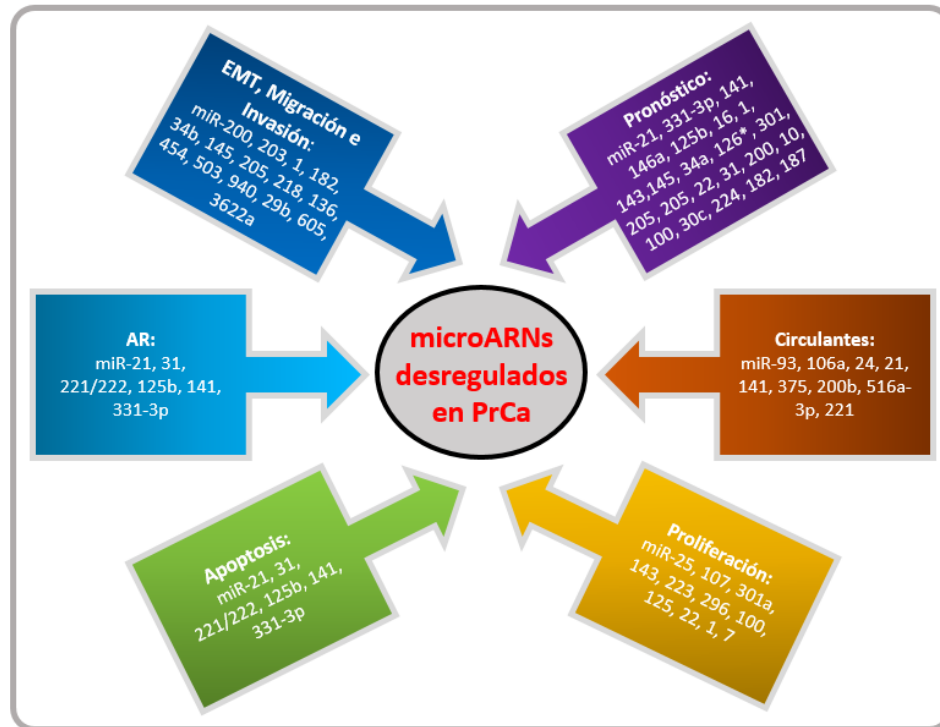 EMT, Migración e
Invasión:
miR-200, 203, 1, 182,
34b, 145, 205, 218, 136,
454, 503, 940, 29b, 605,
3622a
Pronóstico:
miR-21, 331-3p, 141,
146a, 125b, 16, 1,
143,145, 34a, 126* , 301,
205, 205, 22, 31, 200, 10,
100, 30c, 224, 182, 187
AR:
miR-21, 31,
221/222, 125b, 141,
331-3p
microARNs
desregulados
en PrCa
Circulantes:
miR-93, 106a, 24, 21,
141, 375, 200b, 516a-
3p, 221
Apoptosis:
miR-21, 31,
221/222, 125b, 141,
331-3p
Proliferación:
miR-25, 107, 301a,
143, 223, 296, 100,
125, 22, 1, 7